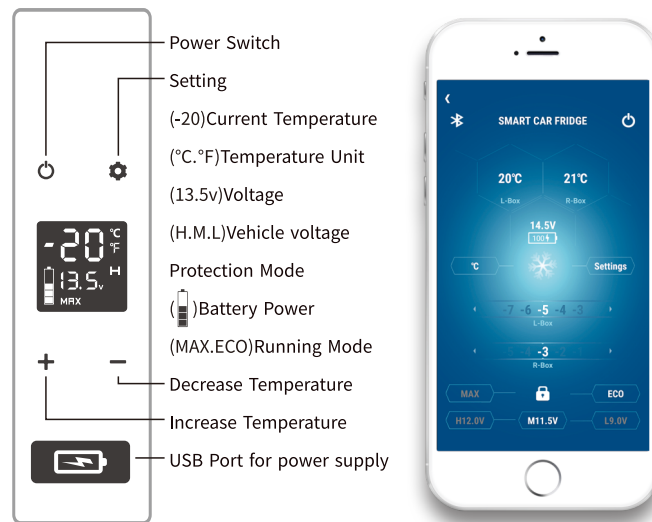 Power Switch
Setting
(-20)Current Temperature
(°C.°F)Temperature Unit
(13.5v)Voltage
(H.M.L)Vehicle voltage
Protection Mode
( )Battery Power
(MAX.ECO)Running Mode
Decrease Temperature
Increase Temperature
USB Port for power supply
-20 °C
°F
13.5v H
MAX
SMART CAR FRIDGE
20°C 21°C
L-Box R-Box
14.5V
100
°C Settings
-7 -6 -5 -4 -3
L-Box
-3
R-Box
MAX ECO
H12.0V M11.5V L9.0V